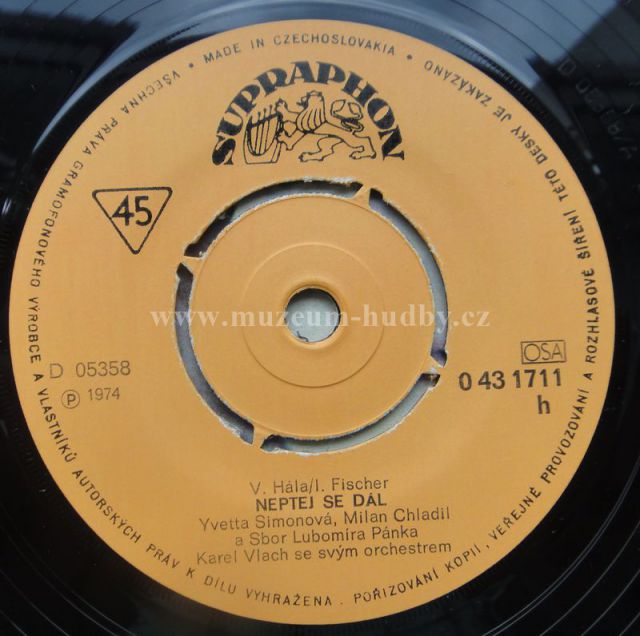 VŠECHNA PRÁVA GRAMOFONOVÉHO VÝROBCE A VLASTNÍKŮ AUTORSKÝCH PRÁV K DÍLU VYHRAŽENA . POŘIZOVÁNÍ KOPIÍ, VEŘEJNÉ PROVOZOVÁNÍ A ROZHLASOVÉ ŠÍŘENÍ TÉTO DESKY JE ZAKÁZÁNO • MADE IN CZECHOSLOVAKIA •
SUPRAPHON
45
www.muzeum-hudby.cz
D 05358
Ⓟ 1974
OSA
0 43 1711
h
V. Hála/I. Fischer
NEPTEJ SE DÁL
Yvetta Simonová, Milan Chladil
a Sbor Lubomíra Pánka
Karel Vlach se svým orchestrem